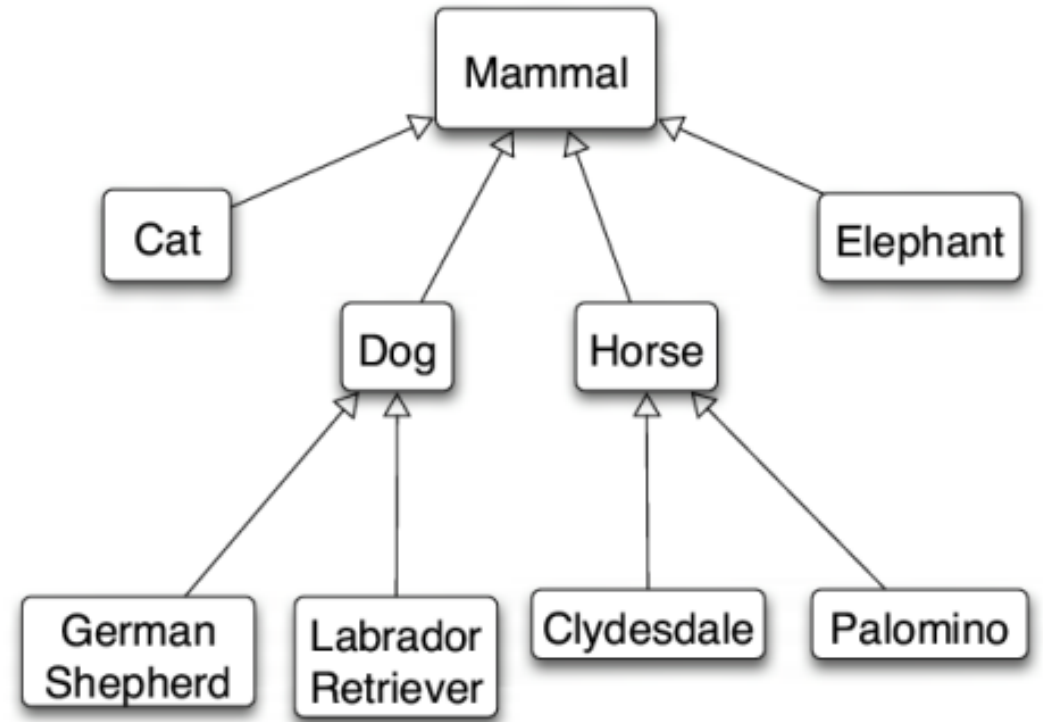 Mammal
Cat
Elephant
Dog
Horse
German
Shepherd
Labrador
Retriever
Clydesdale
Palomino